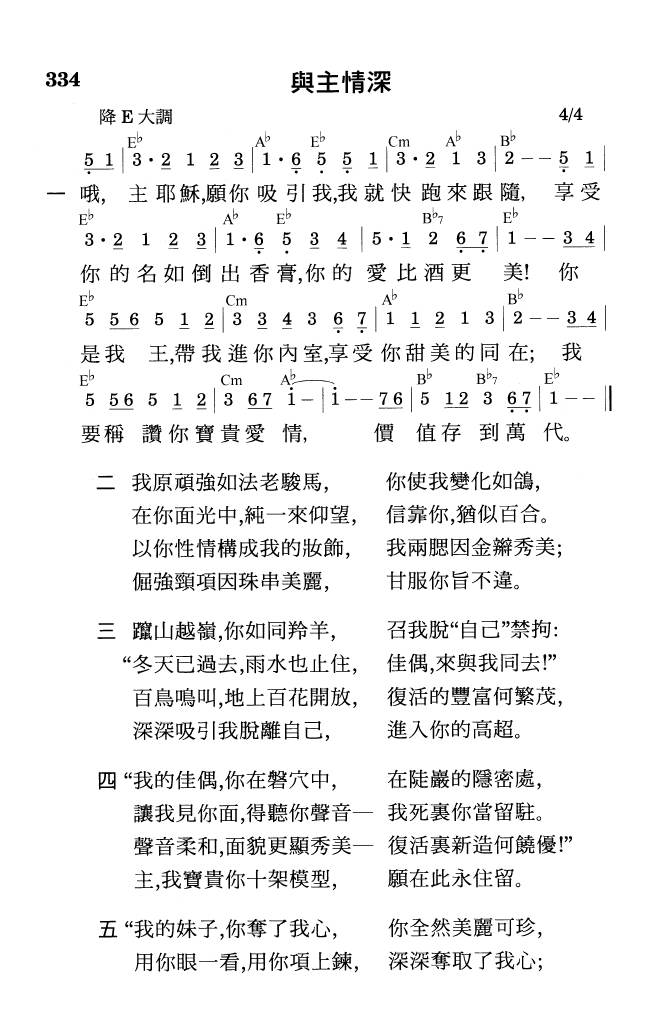 334 與主情深
降 E 大調 4/4
E♭ A♭ E♭ Cm A♭ B♭
5 1 | 3 · 2 1 2 3 | 1 · 6 5 5 1 | 3 · 2 1 3 | 2 – – 5 1 |
一 哦, 主耶穌,願你吸引我,我就快跑來跟隨, 享受
E♭ A♭ E♭ B♭7 E♭
3 · 2 1 2 3 | 1 · 6 5 3 4 | 5 · 1 2 6 7 | 1 – – 3 4 |
你的名如倒出香膏,你的愛比酒更美! 你
E♭ Cm A♭ B♭
5 5 6 5 1 2 | 3 3 4 3 6 7 | 1 1 2 1 3 | 2 – – 3 4 |
是我王,帶我進你內室,享受你甜美的同在; 我
E♭ Cm A♭ B♭ B♭7 E♭
5 5 6 5 1 2 | 3 6 7 1 – | 1 – – 7 6 | 5 1 2 3 6 7 | 1 – – ||
要稱讚你寶貴愛情, 價值存到萬代。
二 我原頑強如法老駿馬, 你使我變化如鴿,
在你面光中,純一來仰望, 信靠你,猶似百合。
以你性情構成我的妝飾, 我兩腮因金辮秀美;
倔強頸項因珠串美麗, 甘服你旨不違。
三 躥山越嶺,你如同羚羊, 召我脫“自己”禁拘:
“冬天已過去,雨水也止住, 佳偶,來與我同去!”
百鳥鳴叫,地上百花開放, 復活的豐富何繁茂,
深深吸引我脫離自己, 進入你的高超。
四 “我的佳偶,你在磐穴中, 在陡巖的隱密處,
讓我見你面,得聽你聲音— 我死裏你當留駐。
聲音柔和,面貌更顯秀美— 復活裏新造何饒優!”
主,我寶貴你十架模型, 願在此永住留。
五 “我的妹子,你奪了我心, 你全然美麗可珍,
用你眼一看,用你項上鍊, 深深奪取了我心;